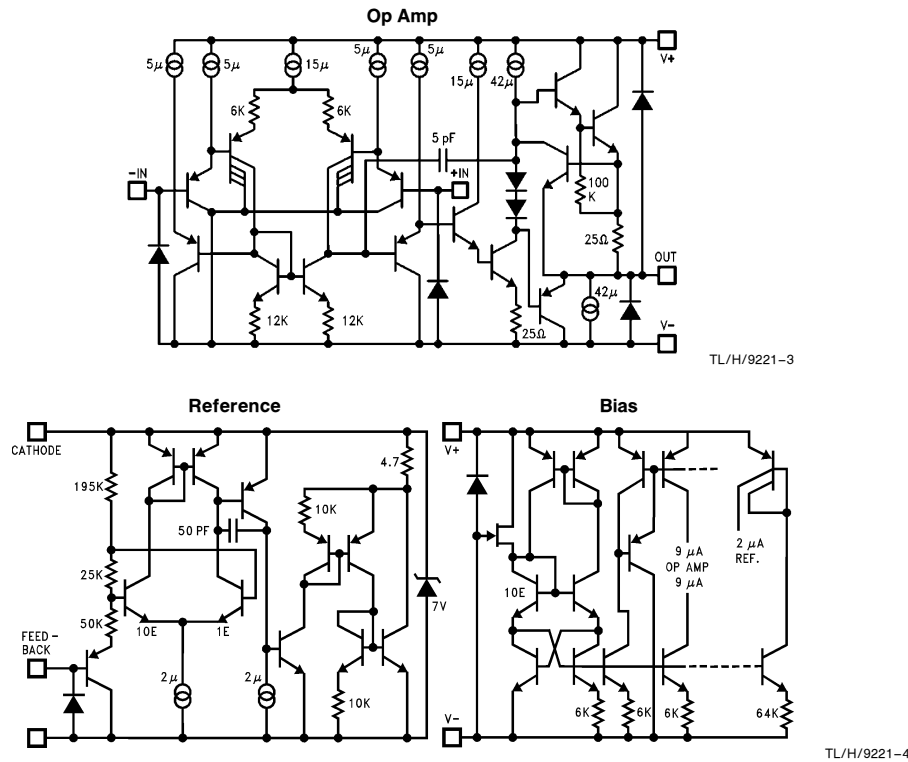 Op Amp
5μ
5μ
15μ
5μ
5μ
15μ
42μ
V+
6K
6K
5 pF
−IN
+IN
100
K
25Ω
OUT
42μ
12K
12K
25Ω
V−
TL/H/9221–3
Reference
Bias
CATHODE
V+
4.7
195K
10K
50 PF
9 μA
OP AMP
9 μA
2 μA
REF.
25K
10E
7V
50K
10E
1E
FEED-
BACK
2μ
2μ
10K
6K
6K
6K
64K
V−
TL/H/9221–4